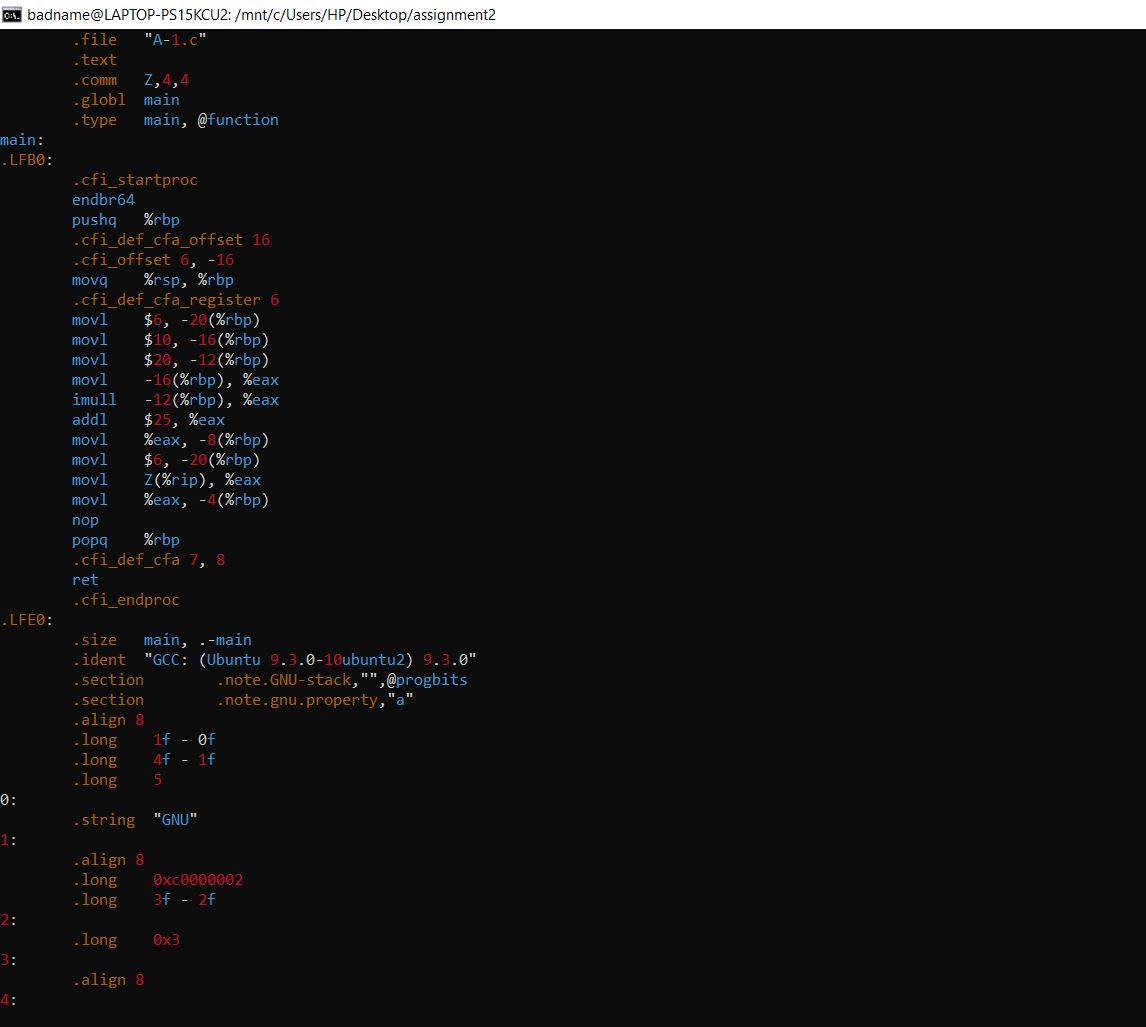 badname@LAPTOP-PS15KCU2: /mnt/c/Users/HP/Desktop/assignment2
.file "A-1.c"
.text
.comm Z,4,4
.globl main
.type main, @function
main:
.LFB0:
.cfi_startproc
endbr64
pushq %rbp
.cfi_def_cfa_offset 16
.cfi_offset 6, -16
movq %rsp, %rbp
.cfi_def_cfa_register 6
movl $6, -20(%rbp)
movl $10, -16(%rbp)
movl $20, -12(%rbp)
movl -16(%rbp), %eax
imull -12(%rbp), %eax
addl $25, %eax
movl %eax, -8(%rbp)
movl $6, -20(%rbp)
movl Z(%rip), %eax
movl %eax, -4(%rbp)
nop
popq %rbp
.cfi_def_cfa 7, 8
ret
.cfi_endproc
.LFE0:
.size main, .-main
.ident "GCC: (Ubuntu 9.3.0-10ubuntu2) 9.3.0"
.section .note.GNU-stack,"",@progbits
.section .note.gnu.property,"a"
.align 8
.long 1f - 0f
.long 4f - 1f
.long 5
0:
.string "GNU"
1:
.align 8
.long 0xc0000002
.long 3f - 2f
2:
.long 0x3
3:
.align 8
4: